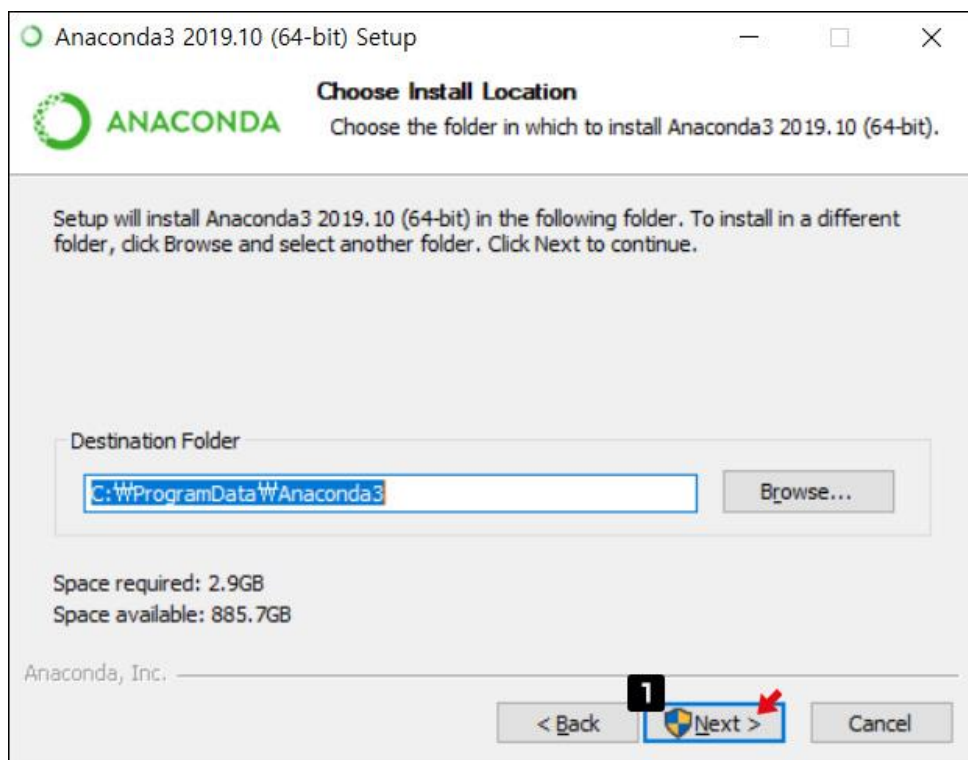 Anaconda3 2019.10 (64-bit) Setup
ANACONDA
Choose Install Location
Choose the folder in which to install Anaconda3 2019.10 (64-bit).
Setup will install Anaconda3 2019.10 (64-bit) in the following folder. To install in a different
folder, click Browse and select another folder. Click Next to continue.
Destination Folder
C:₩ProgramData₩Anaconda3
Browse...
Space required: 2.9GB
Space available: 885.7GB
Anaconda, Inc.
1
< Back
Next >
Cancel